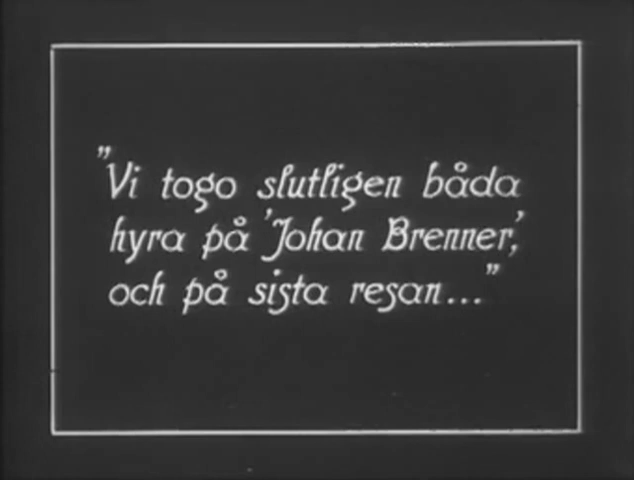 "Vi togo slutligen båda
hyra på 'Johan Brenner,'
och på sista resan..."